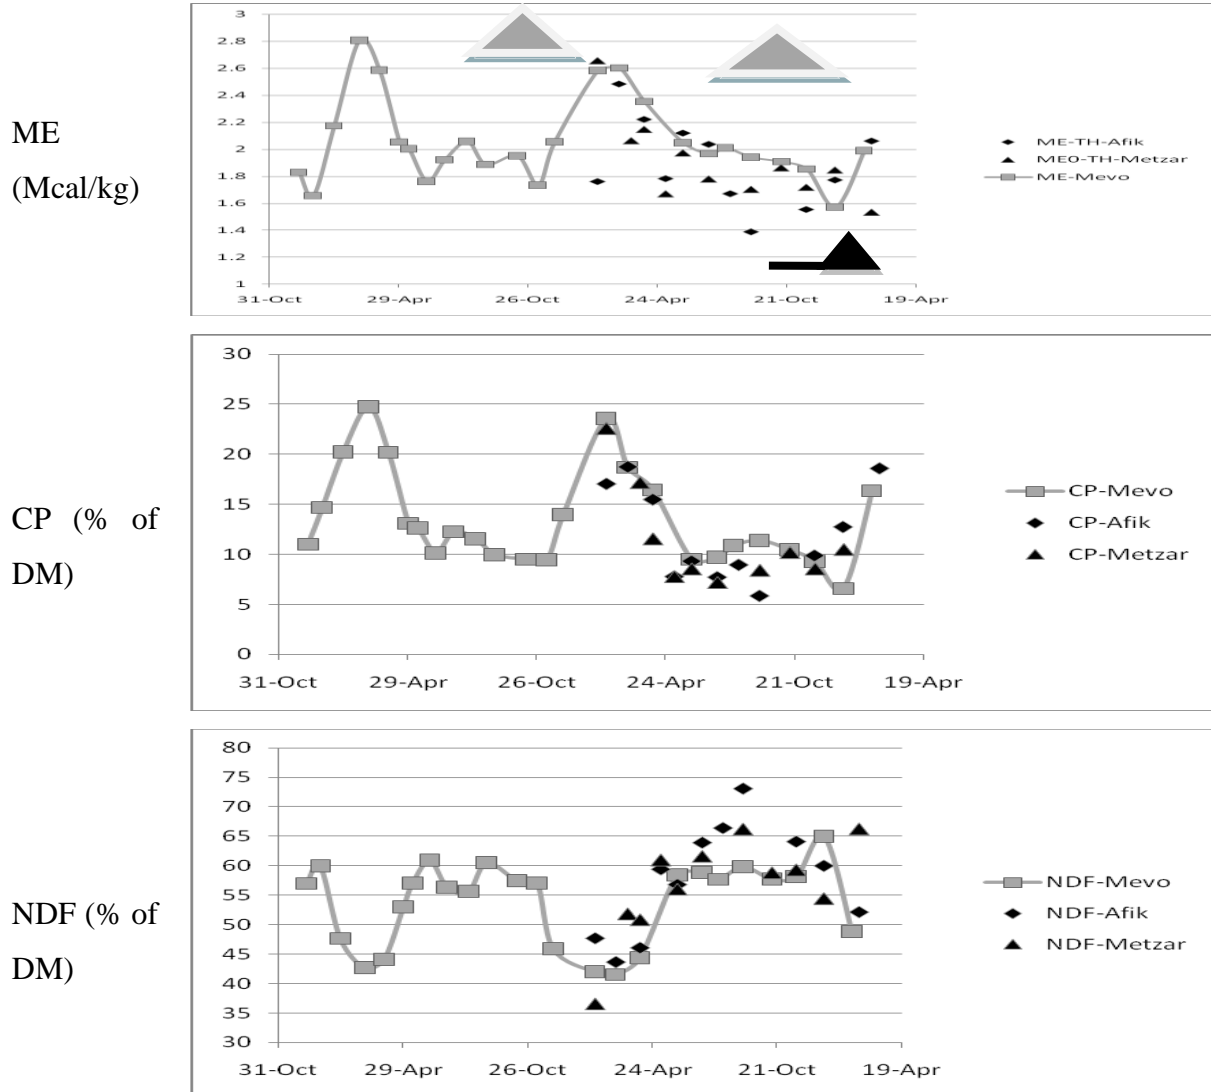 ME
(Mcal/kg)
3
2.8
2.6
2.4
2.2
2
1.8
1.6
1.4
1.2
1
31-Oct 29-Apr 26-Oct 24-Apr 21-Oct 19-Apr
ME-TH-Afik
ME0-TH-Metzar
ME-Mevo
CP (% of
DM)
30
25
20
15
10
5
0
31-Oct 29-Apr 26-Oct 24-Apr 21-Oct 19-Apr
CP-Mevo
CP-Afik
CP-Metzar
NDF (% of
DM)
80
75
70
65
60
55
50
45
40
35
30
31-Oct 29-Apr 26-Oct 24-Apr 21-Oct 19-Apr
NDF-Mevo
NDF-Afik
NDF-Metzar